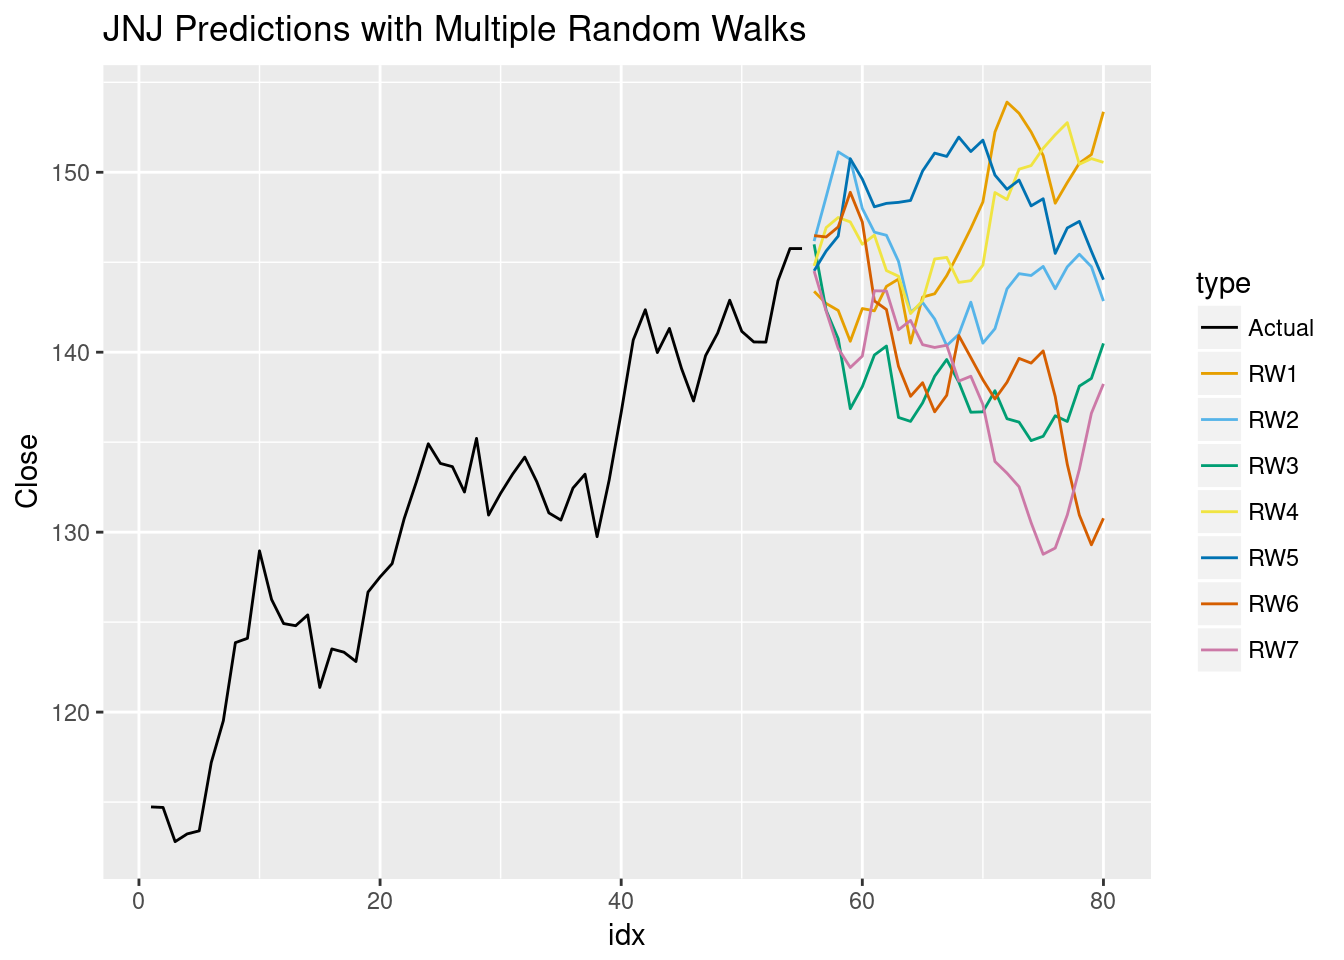 JNJ Predictions with Multiple Random Walks
150
140
130
120
Close
0 20 40 60 80
idx
type
Actual
RW1
RW2
RW3
RW4
RW5
RW6
RW7